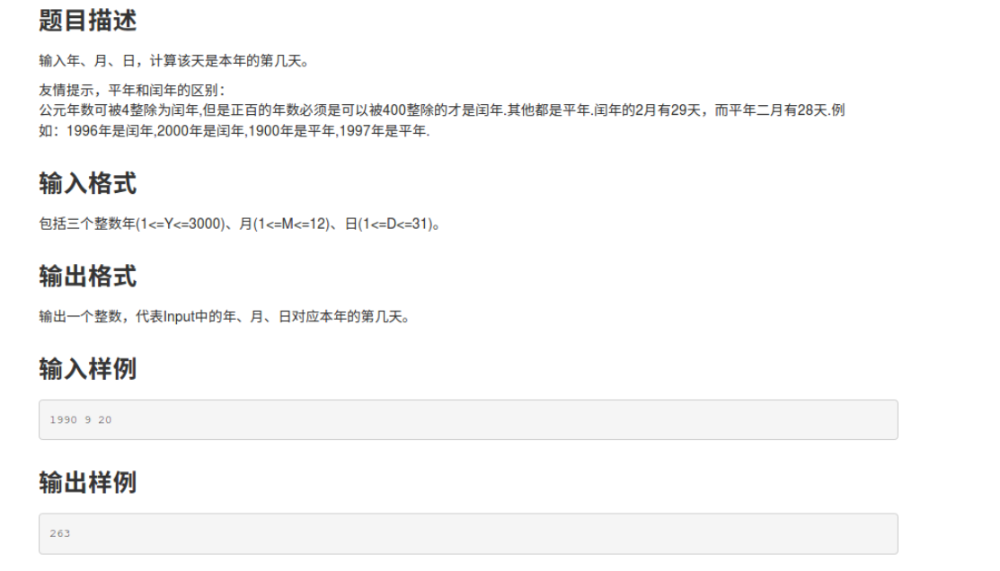 题目描述
输入年、月、日，计算该天是本年的第几天。
友情提示，平年和闰年的区别：
公元年数可被4整除为闰年,但是正百的年数必须是可以被400整除的才是闰年.其他都是平年.闰年的2月有29天，而平年二月有28天.例
如：1996年是闰年,2000年是闰年,1900年是平年,1997年是平年.
输入格式
包括三个整数年(1<=Y<=3000)、月(1<=M<=12)、日(1<=D<=31)。
输出格式
输出一个整数，代表Input中的年、月、日对应本年的第几天。
输入样例
1990 9 20
输出样例
263